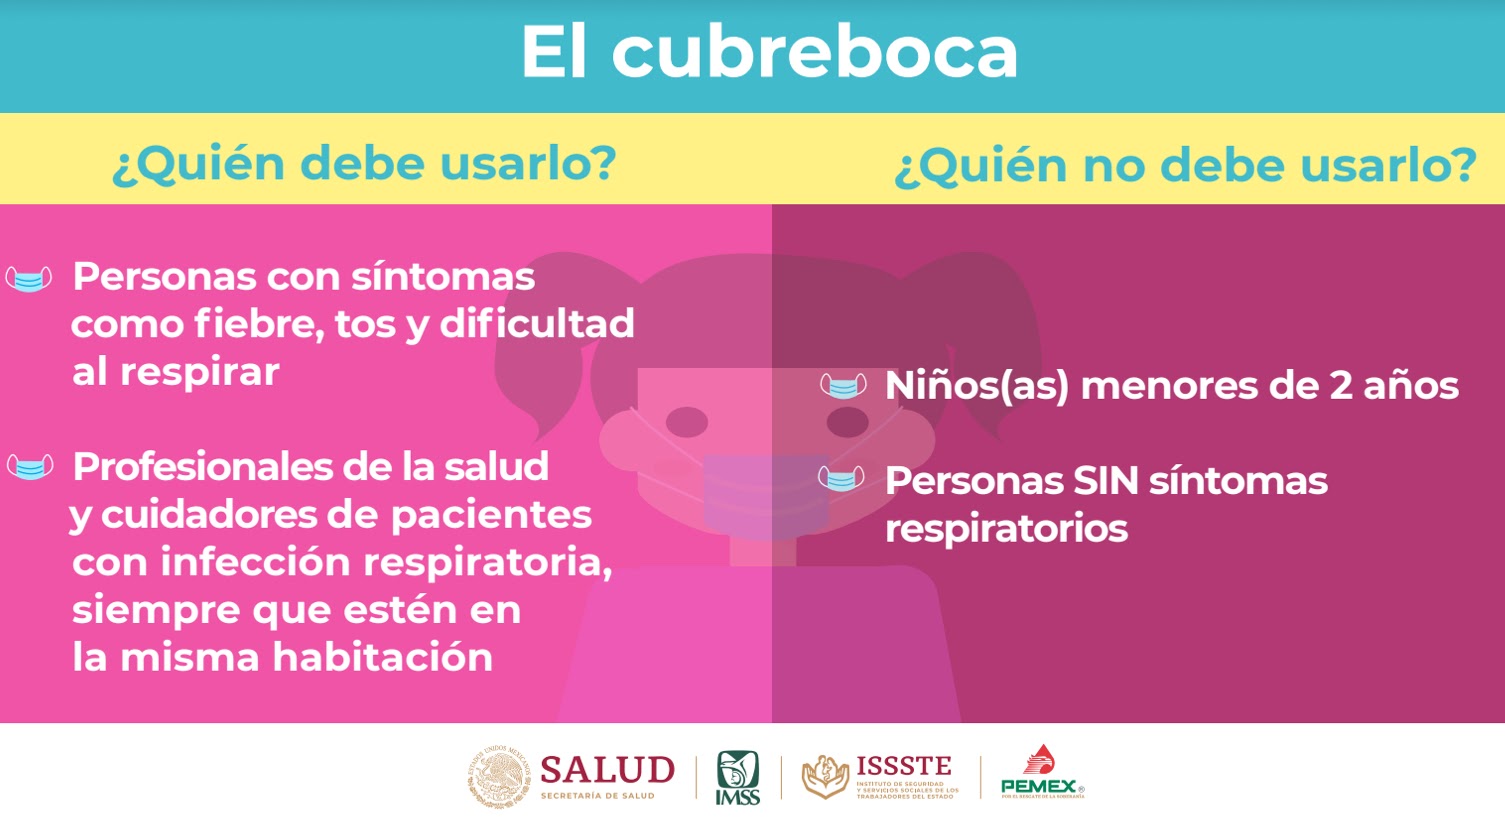 El cubreboca
¿Quién debe usarlo?
Personas con síntomas
como fiebre, tos y dificultad
al respirar
Profesionales de la salud
y cuidadores de pacientes
con infección respiratoria,
siempre que estén en
la misma habitación
¿Quién no debe usarlo?
Niños(as) menores de 2 años
Personas SIN síntomas
respiratorios
ESTADOS UNIDOS MEXICANOS
SALUD
SECRETARÍA DE SALUD
IMSS
ISSSTE
INSTITUTO DE SEGURIDAD
Y SERVICIOS SOCIALES DE LOS
TRABAJADORES DEL ESTADO
PEMEX®
POR EL RESCATE DE LA SOBERANÍA